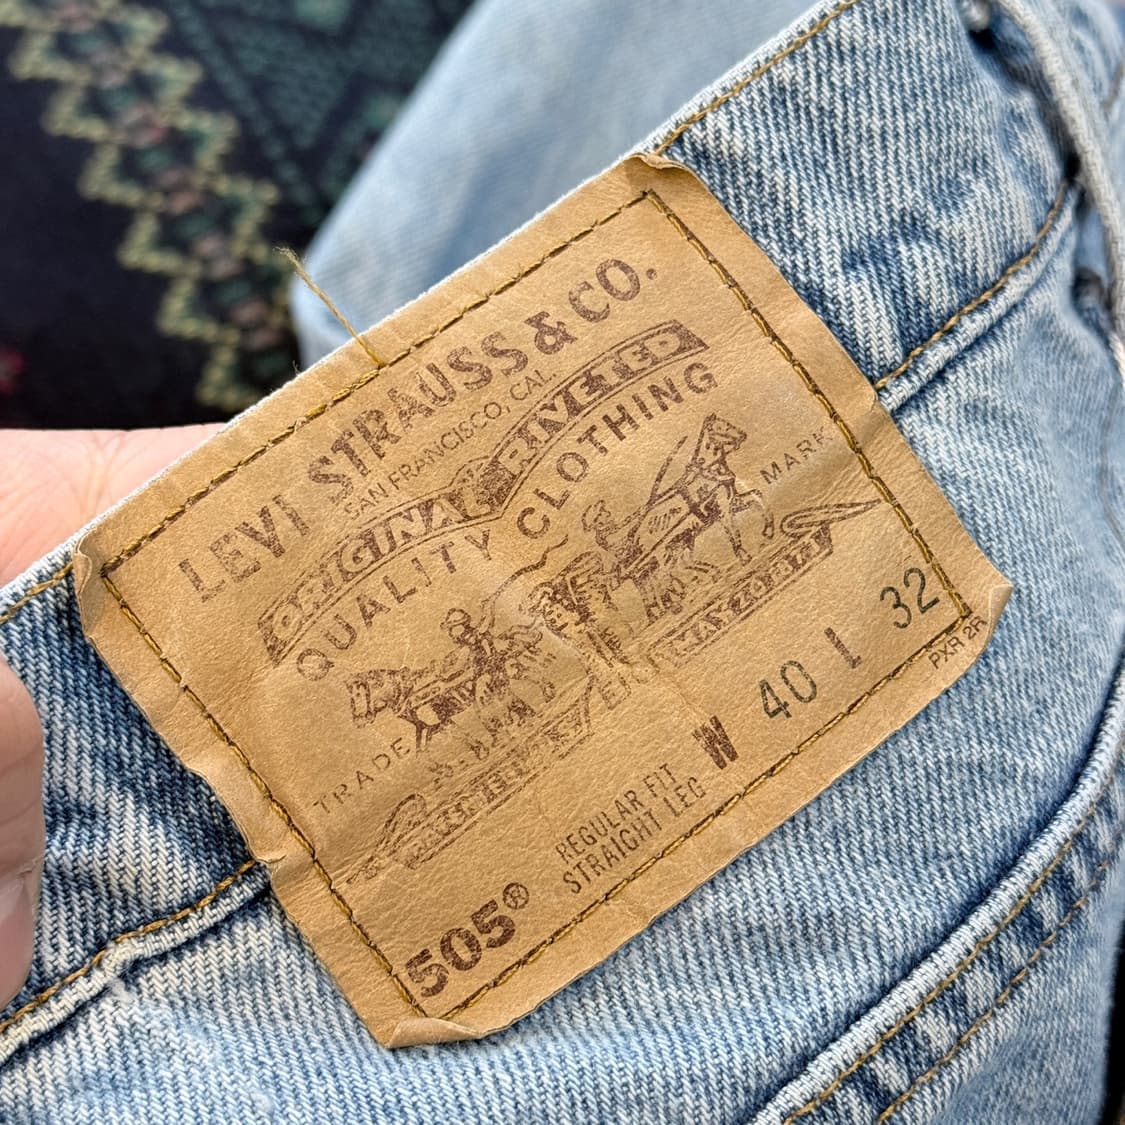 LEVI STRAUSS & CO.
SAN FRANCISCO, CAL.
ORIGINAL RIVETED
QUALITY CLOTHING
TRADE MARK
505® REGULAR FIT
STRAIGHT LEG
W 40 L 32
PXR 2R